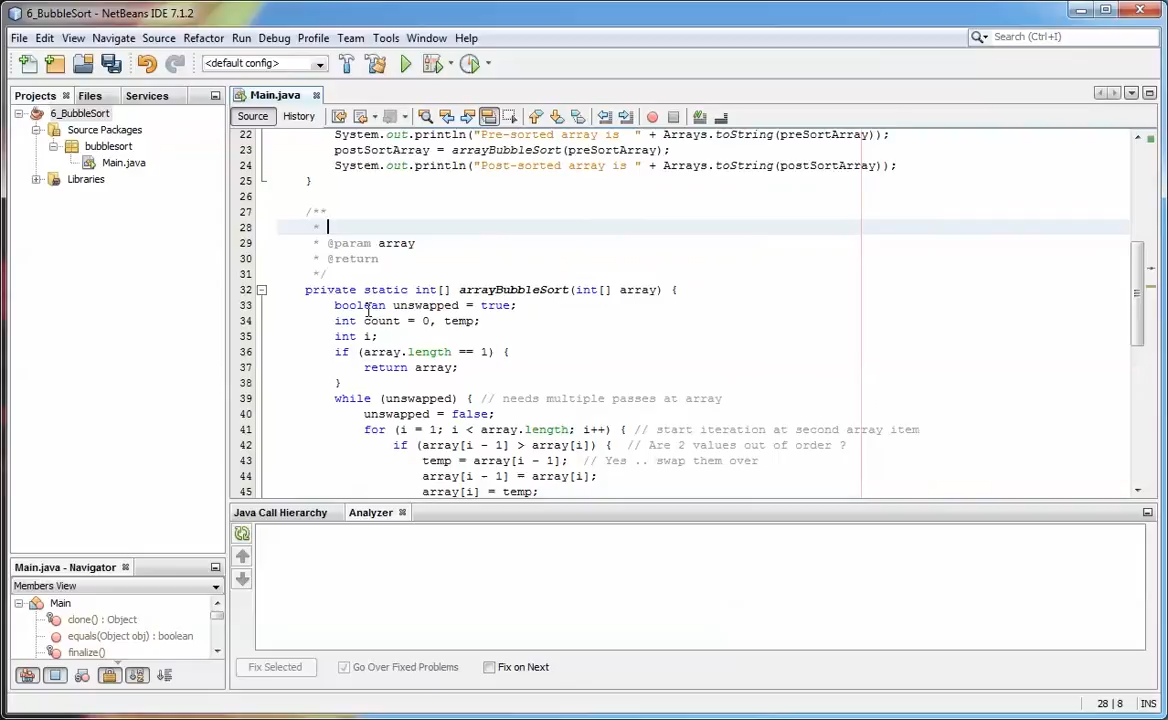 6_BubbleSort - NetBeans IDE 7.1.2
File Edit View Navigate Source Refactor Run Debug Profile Team Tools Window Help
Search (Ctrl+I)
<default config>
Projects Files Services
6_BubbleSort
Source Packages
bubblesort
Main.java
Libraries
Main.java
Source History
22 System.out.println("Pre-sorted array is  " + Arrays.toString(preSortArray));
23 postSortArray = arrayBubbleSort(preSortArray);
24 System.out.println("Post-sorted array is " + Arrays.toString(postSortArray));
25 }
26
27 /**
28 *
29 * @param array
30 * @return
31 */
32 private static int[] arrayBubbleSort(int[] array) {
33 boolean unswapped = true;
34 int count = 0, temp;
35 int i;
36 if (array.length == 1) {
37 return array;
38 }
39 while (unswapped) { // needs multiple passes at array
40 unswapped = false;
41 for (i = 1; i < array.length; i++) { // start iteration at second array item
42 if (array[i - 1] > array[i]) {  // Are 2 values out of order ?
43 temp = array[i - 1];  // Yes .. swap them over
44 array[i - 1] = array[i];
45 array[i] = temp;
Java Call Hierarchy Analyzer
Fix Selected Go Over Fixed Problems Fix on Next
Main.java - Navigator
Members View
Main
clone() : Object
equals(Object obj) : boolean
finalize()
28 | 8 INS